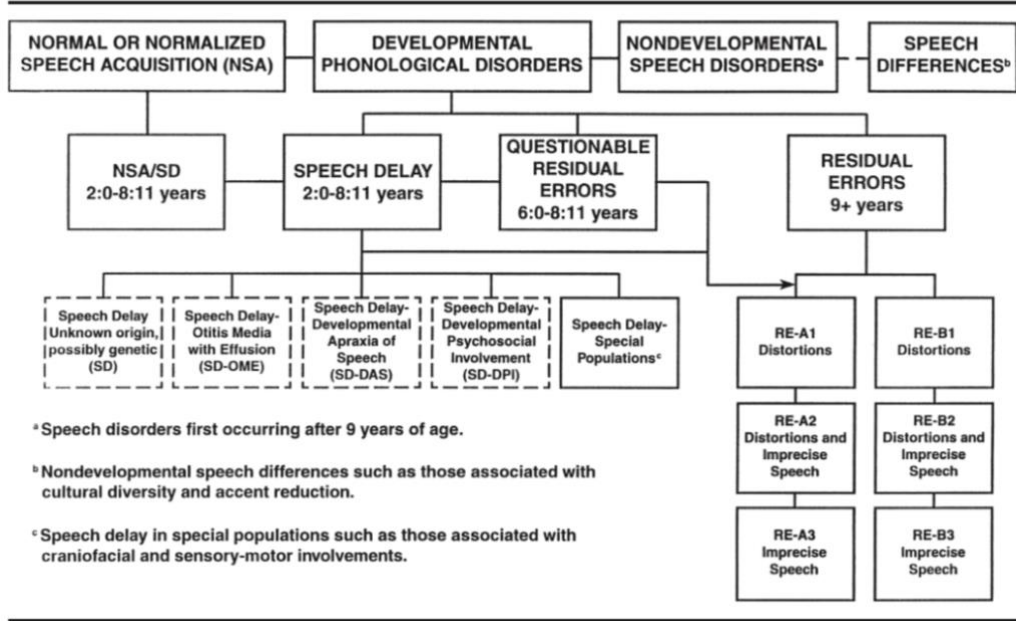 NORMAL OR NORMALIZED
SPEECH ACQUISITION (NSA)
DEVELOPMENTAL
PHONOLOGICAL DISORDERS
NONDEVELOPMENTAL
SPEECH DISORDERSᵃ
SPEECH
DIFFERENCESᵇ
NSA/SD
2:0-8:11 years
SPEECH DELAY
2:0-8:11 years
QUESTIONABLE
RESIDUAL
ERRORS
6:0-8:11 years
RESIDUAL
ERRORS
9+ years
Speech Delay
Unknown origin,
possibly genetic
(SD)
Speech Delay-
Otitis Media
with Effusion
(SD-OME)
Speech Delay-
Developmental
Apraxia of
Speech
(SD-DAS)
Speech Delay-
Developmental
Psychosocial
Involvement
(SD-DPI)
Speech Delay-
Special
Populationsᶜ
RE-A1
Distortions
RE-B1
Distortions
RE-A2
Distortions and
Imprecise
Speech
RE-B2
Distortions and
Imprecise
Speech
RE-A3
Imprecise
Speech
RE-B3
Imprecise
Speech
ᵃ Speech disorders first occurring after 9 years of age.
ᵇ Nondevelopmental speech differences such as those associated with
cultural diversity and accent reduction.
ᶜ Speech delay in special populations such as those associated with
craniofacial and sensory-motor involvements.